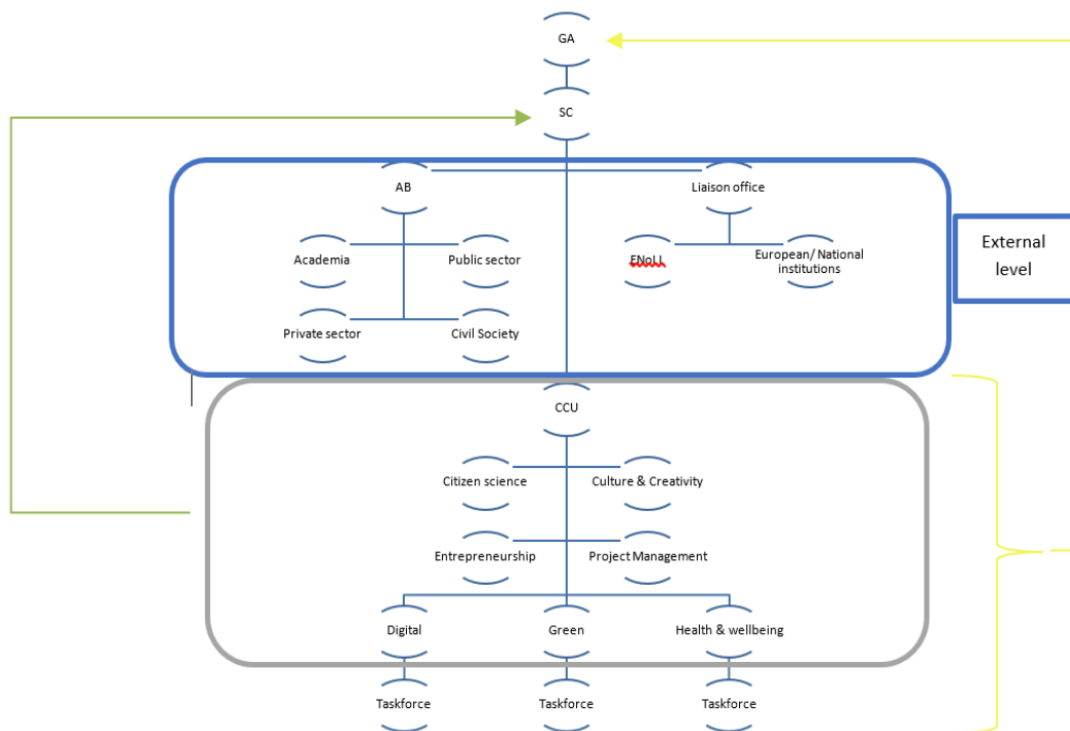 GA
SC
AB
Liaison office
Academia
Public sector
ENoLL
European/ National
institutions
External
level
Private sector
Civil Society
CCU
Citizen science
Culture & Creativity
Entrepreneurship
Project Management
Digital
Green
Health & wellbeing
Taskforce
Taskforce
Taskforce